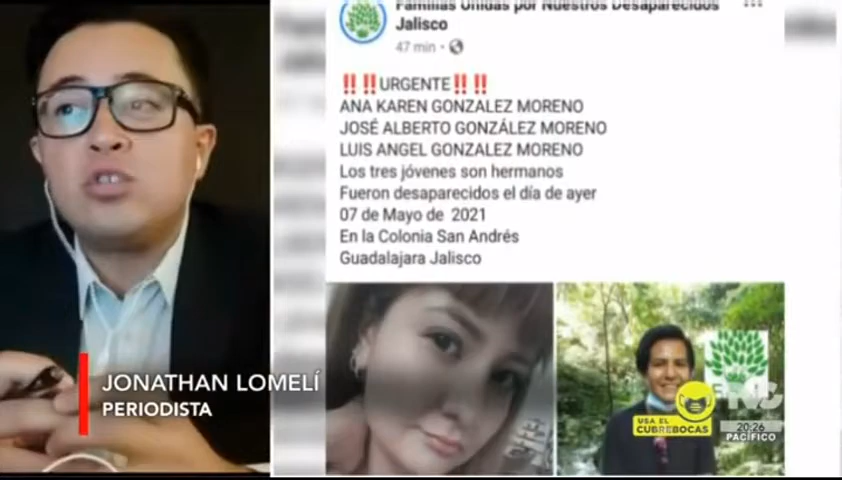 Familias Unidas por Nuestros Desaparecidos
Jalisco
47 min
‼️‼️URGENTE‼️‼️
ANA KAREN GONZALEZ MORENO
JOSÉ ALBERTO GONZÁLEZ MORENO
LUIS ANGEL GONZALEZ MORENO
Los tres jóvenes son hermanos
Fueron desaparecidos el día de ayer
07 de Mayo de 2021
En la Colonia San Andrés
Guadalajara Jalisco
JONATHAN LOMELÍ
PERIODISTA
USA EL
CUBREBOCAS
20:26
PACÍFICO